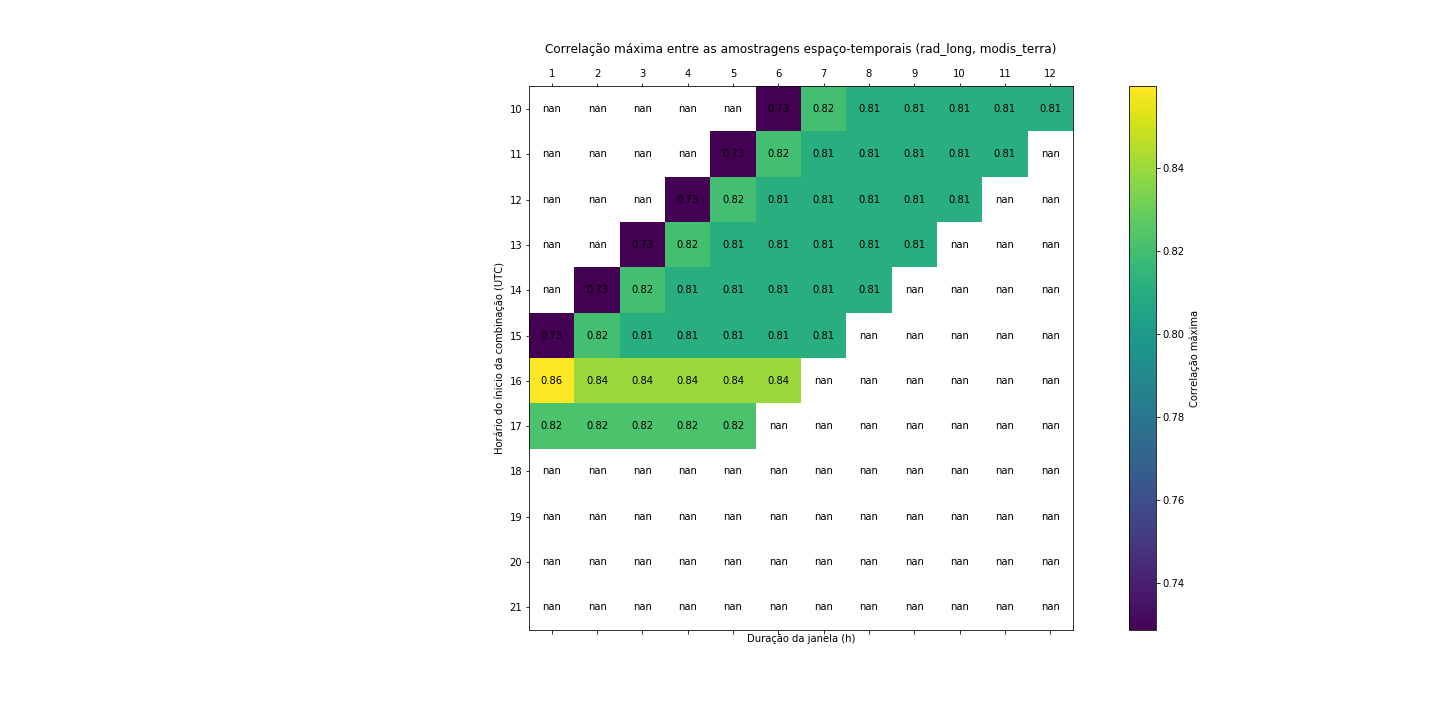 Correlação máxima entre as amostragens espaço-temporais (rad_long, modis_terra)
1 2 3 4 5 6 7 8 9 10 11 12
10 nan nan nan nan nan 0.73 0.82 0.81 0.81 0.81 0.81 0.81
11 nan nan nan nan 0.73 0.82 0.81 0.81 0.81 0.81 0.81 nan
12 nan nan nan 0.73 0.82 0.81 0.81 0.81 0.81 0.81 nan nan
13 nan nan 0.73 0.82 0.81 0.81 0.81 0.81 0.81 nan nan nan
14 nan 0.73 0.82 0.81 0.81 0.81 0.81 0.81 nan nan nan nan
15 0.73 0.82 0.81 0.81 0.81 0.81 0.81 nan nan nan nan nan
16 0.86 0.84 0.84 0.84 0.84 0.84 nan nan nan nan nan nan
17 0.82 0.82 0.82 0.82 0.82 nan nan nan nan nan nan nan
18 nan nan nan nan nan nan nan nan nan nan nan nan
19 nan nan nan nan nan nan nan nan nan nan nan nan
20 nan nan nan nan nan nan nan nan nan nan nan nan
21 nan nan nan nan nan nan nan nan nan nan nan nan
Horário do ínicio da combinação (UTC)
Duração da janela (h)
0.84
0.82
0.80
0.78
0.76
0.74
Correlação máxima